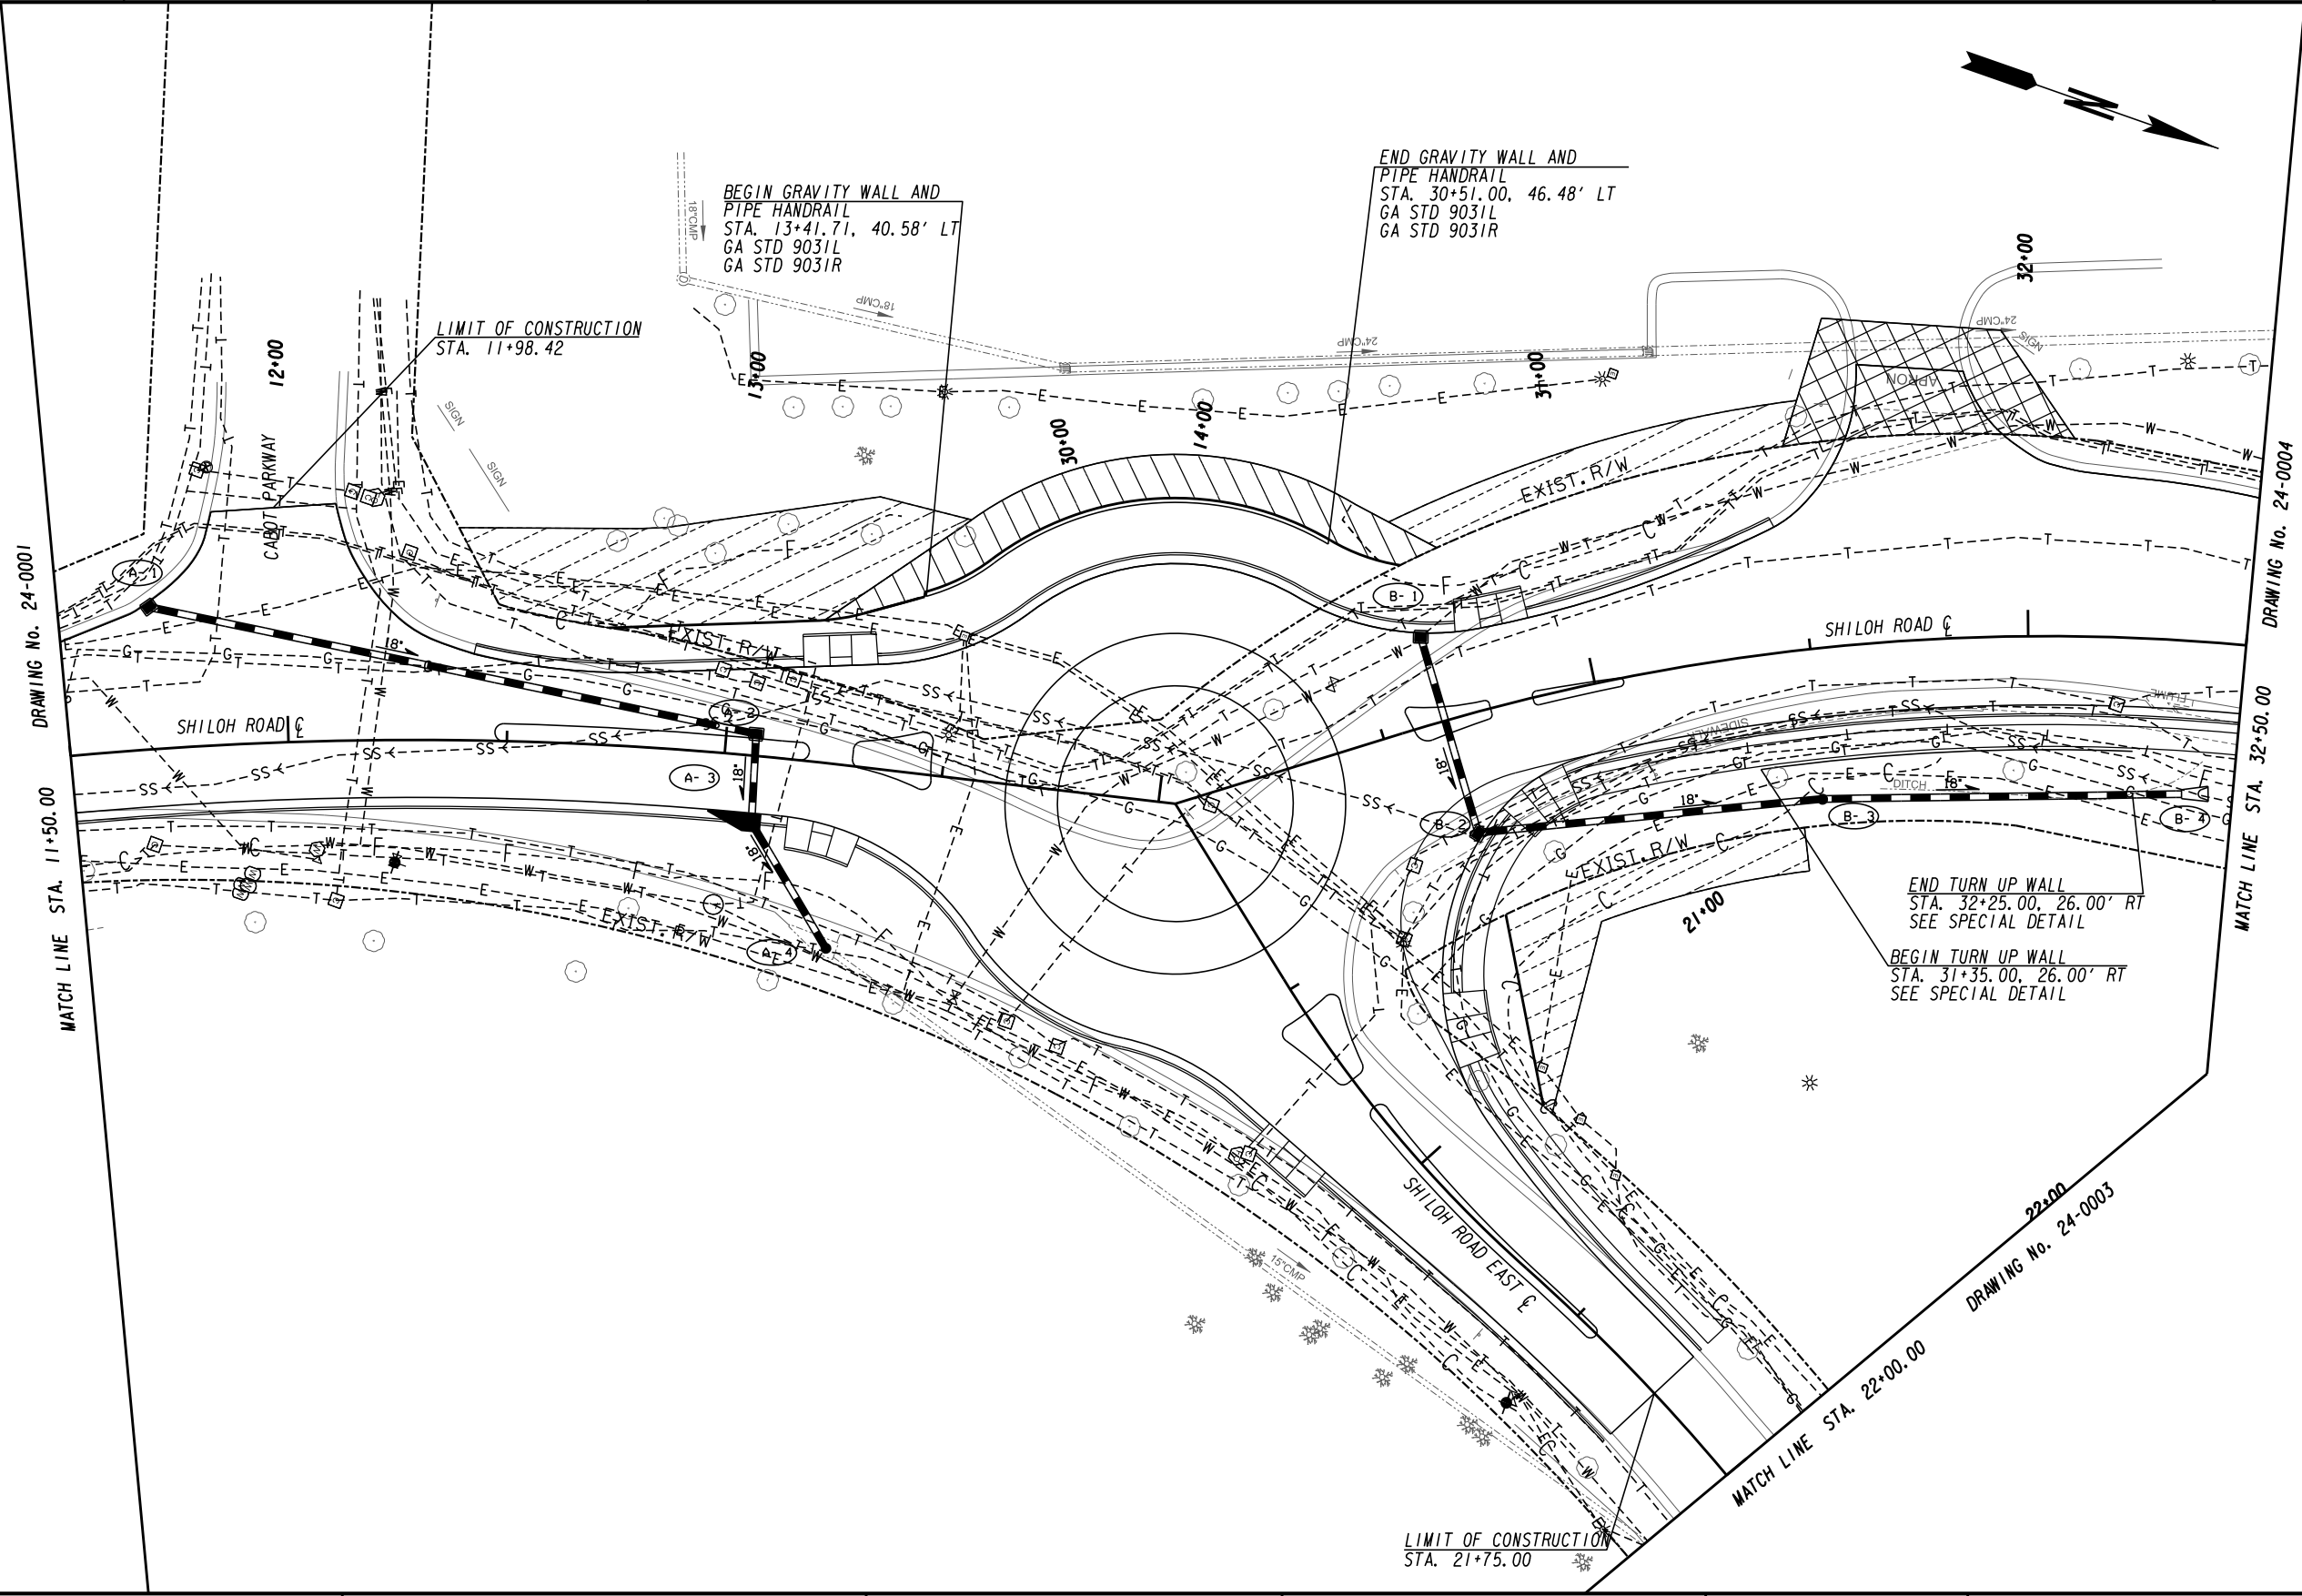 N
BEGIN GRAVITY WALL AND
PIPE HANDRAIL
STA. 13+41.71, 40.58' LT
GA STD 9031L
GA STD 9031R
END GRAVITY WALL AND
PIPE HANDRAIL
STA. 30+51.00, 46.48' LT
GA STD 9031L
GA STD 9031R
LIMIT OF CONSTRUCTION
STA. 11+98.42
18"CMP
18"CMP
24"CMP
24"CMP
SIGN
SIGN
SIGN
APRON
12+00
13+00
30+00
14+00
31+00
32+00
CABOT PARKWAY
EXIST. R/W
EXIST. R/W
EXIST. R/W
EXIST. R/W
A-1
A-2
A-3
A-4
B-1
B-2
B-3
B-4
18"
18"
18"
18"
18"
18"
SHILOH ROAD ℄
SHILOH ROAD ℄
SHILOH ROAD EAST ℄
SIDEWALK
FLUME
DITCH
21+00
22+00
END TURN UP WALL
STA. 32+25.00, 26.00' RT
SEE SPECIAL DETAIL
BEGIN TURN UP WALL
STA. 31+35.00, 26.00' RT
SEE SPECIAL DETAIL
15"CMP
LIMIT OF CONSTRUCTION
STA. 21+75.00
MATCH LINE STA. 11+50.00 DRAWING No. 24-0001
MATCH LINE STA. 32+50.00 DRAWING No. 24-0004
MATCH LINE STA. 22+00.00 DRAWING No. 24-0003